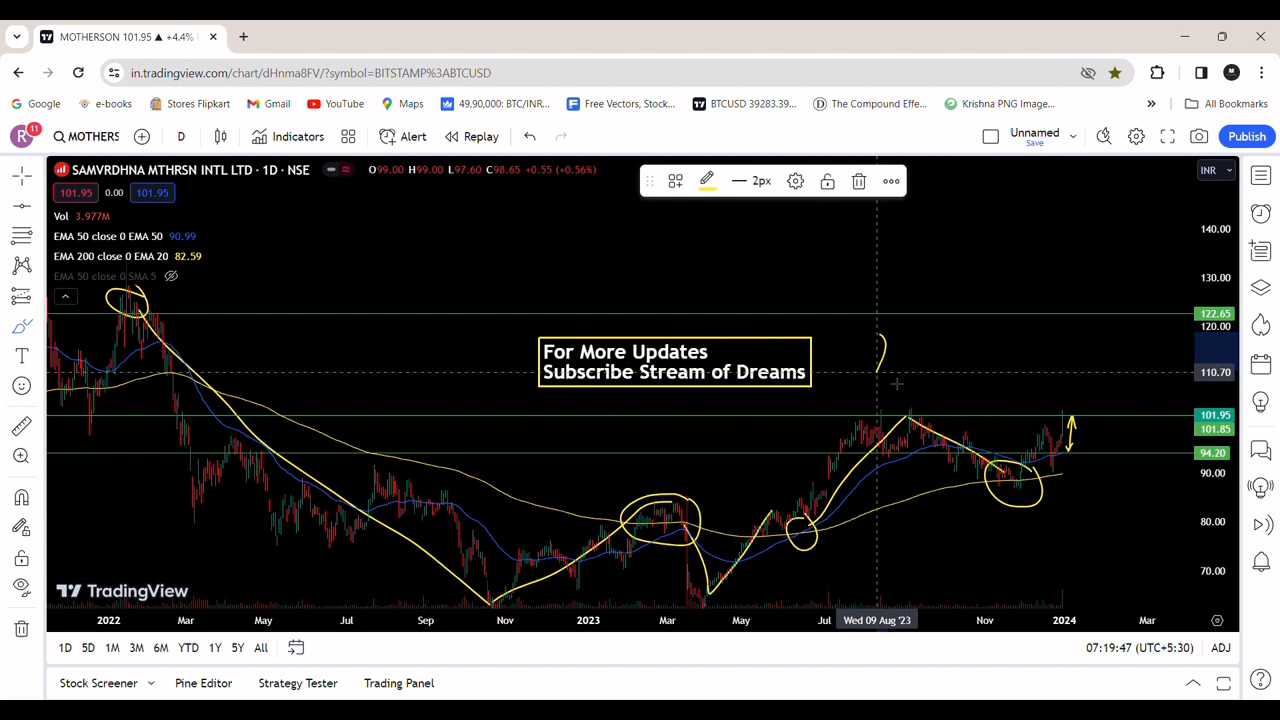 MOTHERSON 101.95 ▲ +4.4%
in.tradingview.com/chart/dHnma8FV/?symbol=BITSTAMP%3ABTCUSD
Google e-books Stores Flipkart Gmail YouTube Maps 49,90,000: BTC/INR... Free Vectors, Stock... BTCUSD 39283.39... The Compound Effe... Krishna PNG Image... » All Bookmarks
R 11 MOTHERS D Indicators Alert Replay Unnamed Save Publish
SAMVRDHNA MTHRSN INTL LTD · 1D · NSE O99.00 H99.00 L97.60 C98.65 +0.55 (+0.56%)
2px
INR
101.95 0.00 101.95
Vol 3.977M
EMA 50 close 0 EMA 50 90.99
EMA 200 close 0 EMA 20 82.59
EMA 50 close 0 SMA 5
140.00
130.00
122.65
120.00
For More Updates
Subscribe Stream of Dreams
110.70
101.95
101.85
94.20
90.00
80.00
70.00
TradingView
2022 Mar May Jul Sep Nov 2023 Mar May Jul Wed 09 Aug '23 Nov 2024 Mar
1D 5D 1M 3M 6M YTD 1Y 5Y All 07:19:47 (UTC+5:30) ADJ
Stock Screener Pine Editor Strategy Tester Trading Panel